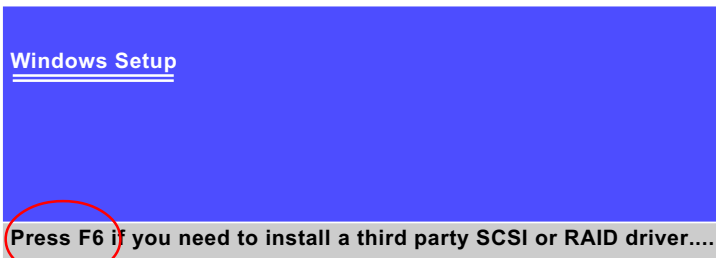 Windows Setup
Press F6 if you need to install a third party SCSI or RAID driver....